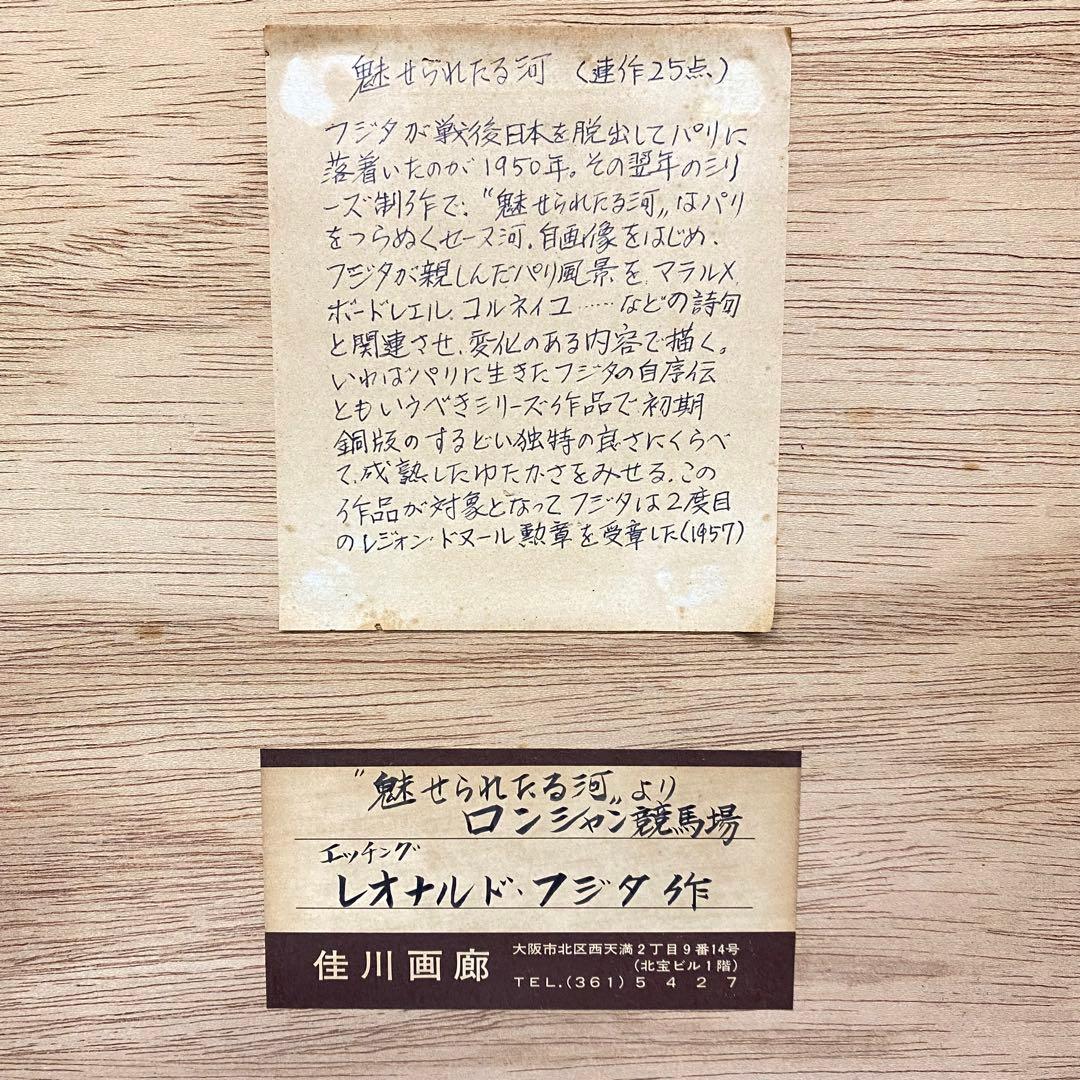 魅せられたる河 (連作25点)
フジタが戦後日本を脱出してパリに
落着いたのが1950年。その翌年のシリ
ーズ制作で、〝魅せられたる河〟はパリ
をつらぬくセーヌ河、自画像をはじめ、
フジタが親しんだパリ風景を、マラルメ、
ボードレエル、コルネイユ……などの詩句
と関連させ、変化のある内容で描く。
いわばパリに生きたフジタの自序伝
ともいうべきシリーズ作品で初期
銅版のするどい独特の良さにくらべ
て、成熟したゆたかさをみせる。この
作品が対象となってフジタは2度目
のレジオン・ドヌール勲章を受章した(1957)
〝魅せられたる河〟より
ロンシャン競馬場
エッチング
レオナルド・フジタ作
佳川画廊
大阪市北区西天満2丁目9番14号
(北宝ビル1階)
TEL.(361)5427